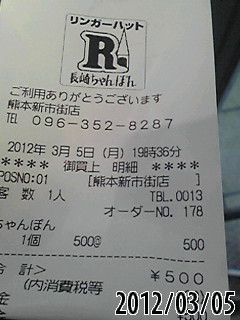 リンガーハット
R
長崎ちゃんぽん
ご利用ありがとうございます
熊本新市街店
TEL 096-352-8287
2012年 3月 5日(月) 19時36分
**** 御買上 明細 ****
POSNO:01 [熊本新市街店]
客 数 1人 TBL.0013
オーダーNO. 178
ちゃんぽん
1個 500@ 500
合 計> ¥500
(内消費税等
2012/03/05